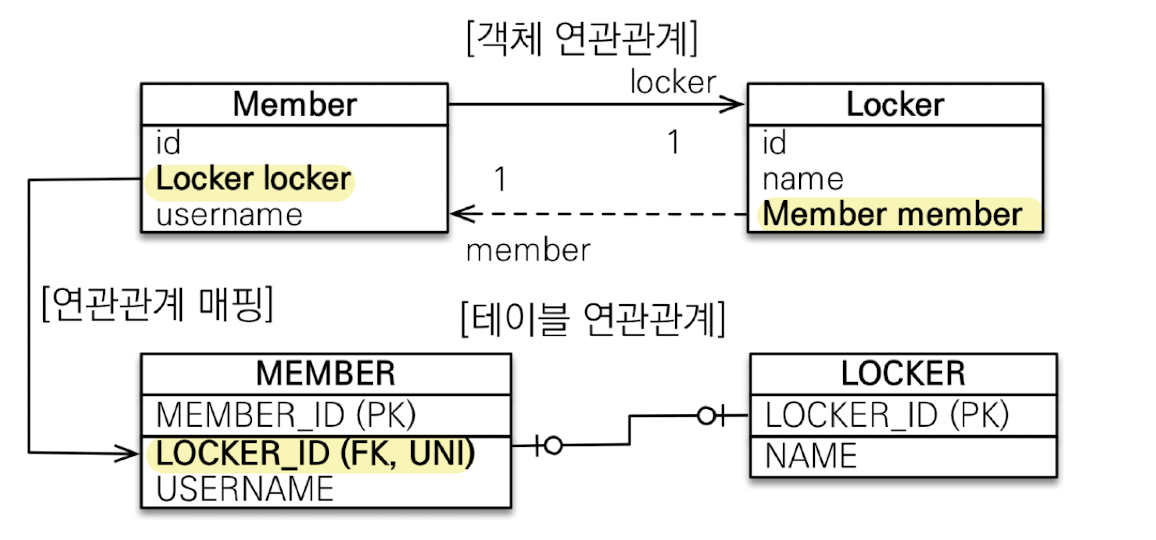 [객체 연관관계]
locker
Member
Locker
id
Locker locker
username
1
1
id
name
Member member
member
[연관관계 매핑]
[테이블 연관관계]
MEMBER
MEMBER_ID (PK)
LOCKER_ID (FK, UNI)
USERNAME
LOCKER
LOCKER_ID (PK)
NAME